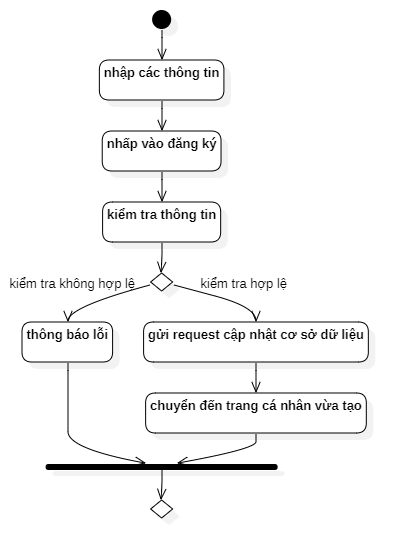 nhập các thông tin
nhấp vào đăng ký
kiểm tra thông tin
kiểm tra không hợp lệ
kiểm tra hợp lệ
thông báo lỗi
gửi request cập nhật cơ sở dữ liệu
chuyển đến trang cá nhân vừa tạo